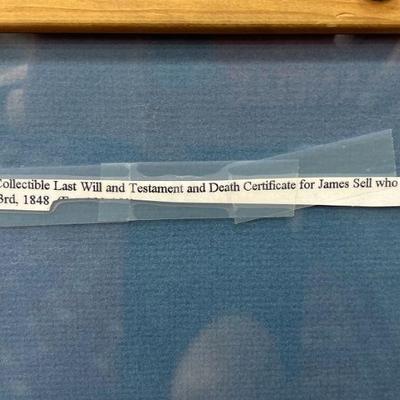 Collectible Last Will and Testament and Death Certificate for James Sell who
3rd, 1848